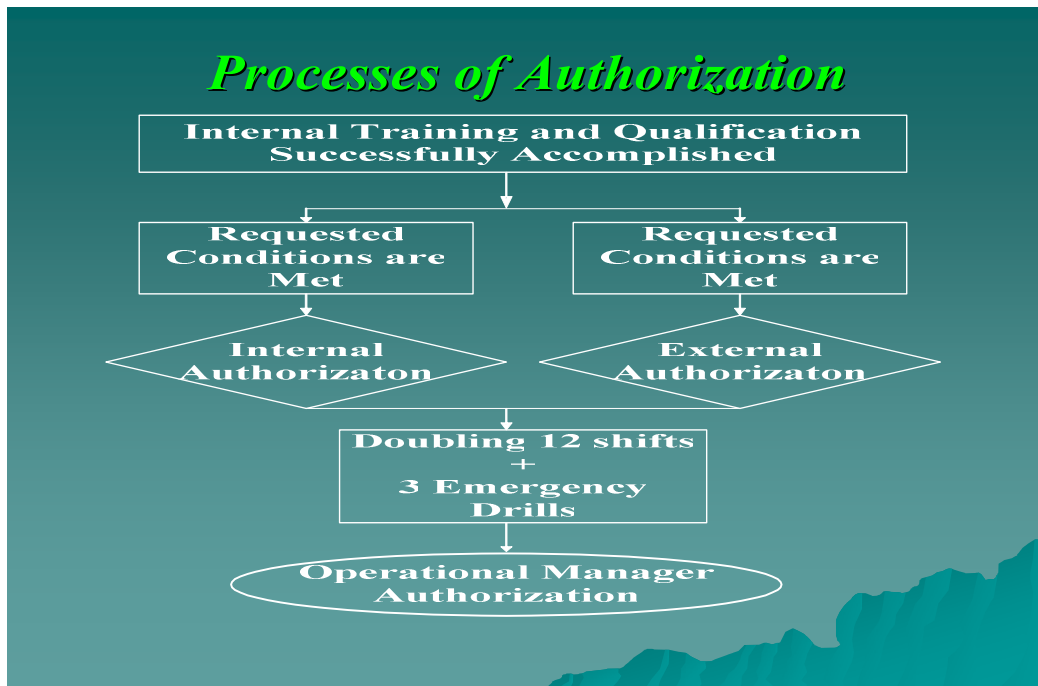 Processes of Authorization
Internal Training and Qualification
Successfully Accomplished
Requested
Conditions are
Met
Requested
Conditions are
Met
Internal
Authorizaton
External
Authorizaton
Doubling 12 shifts
+
3 Emergency
Drills
Operational Manager
Authorization